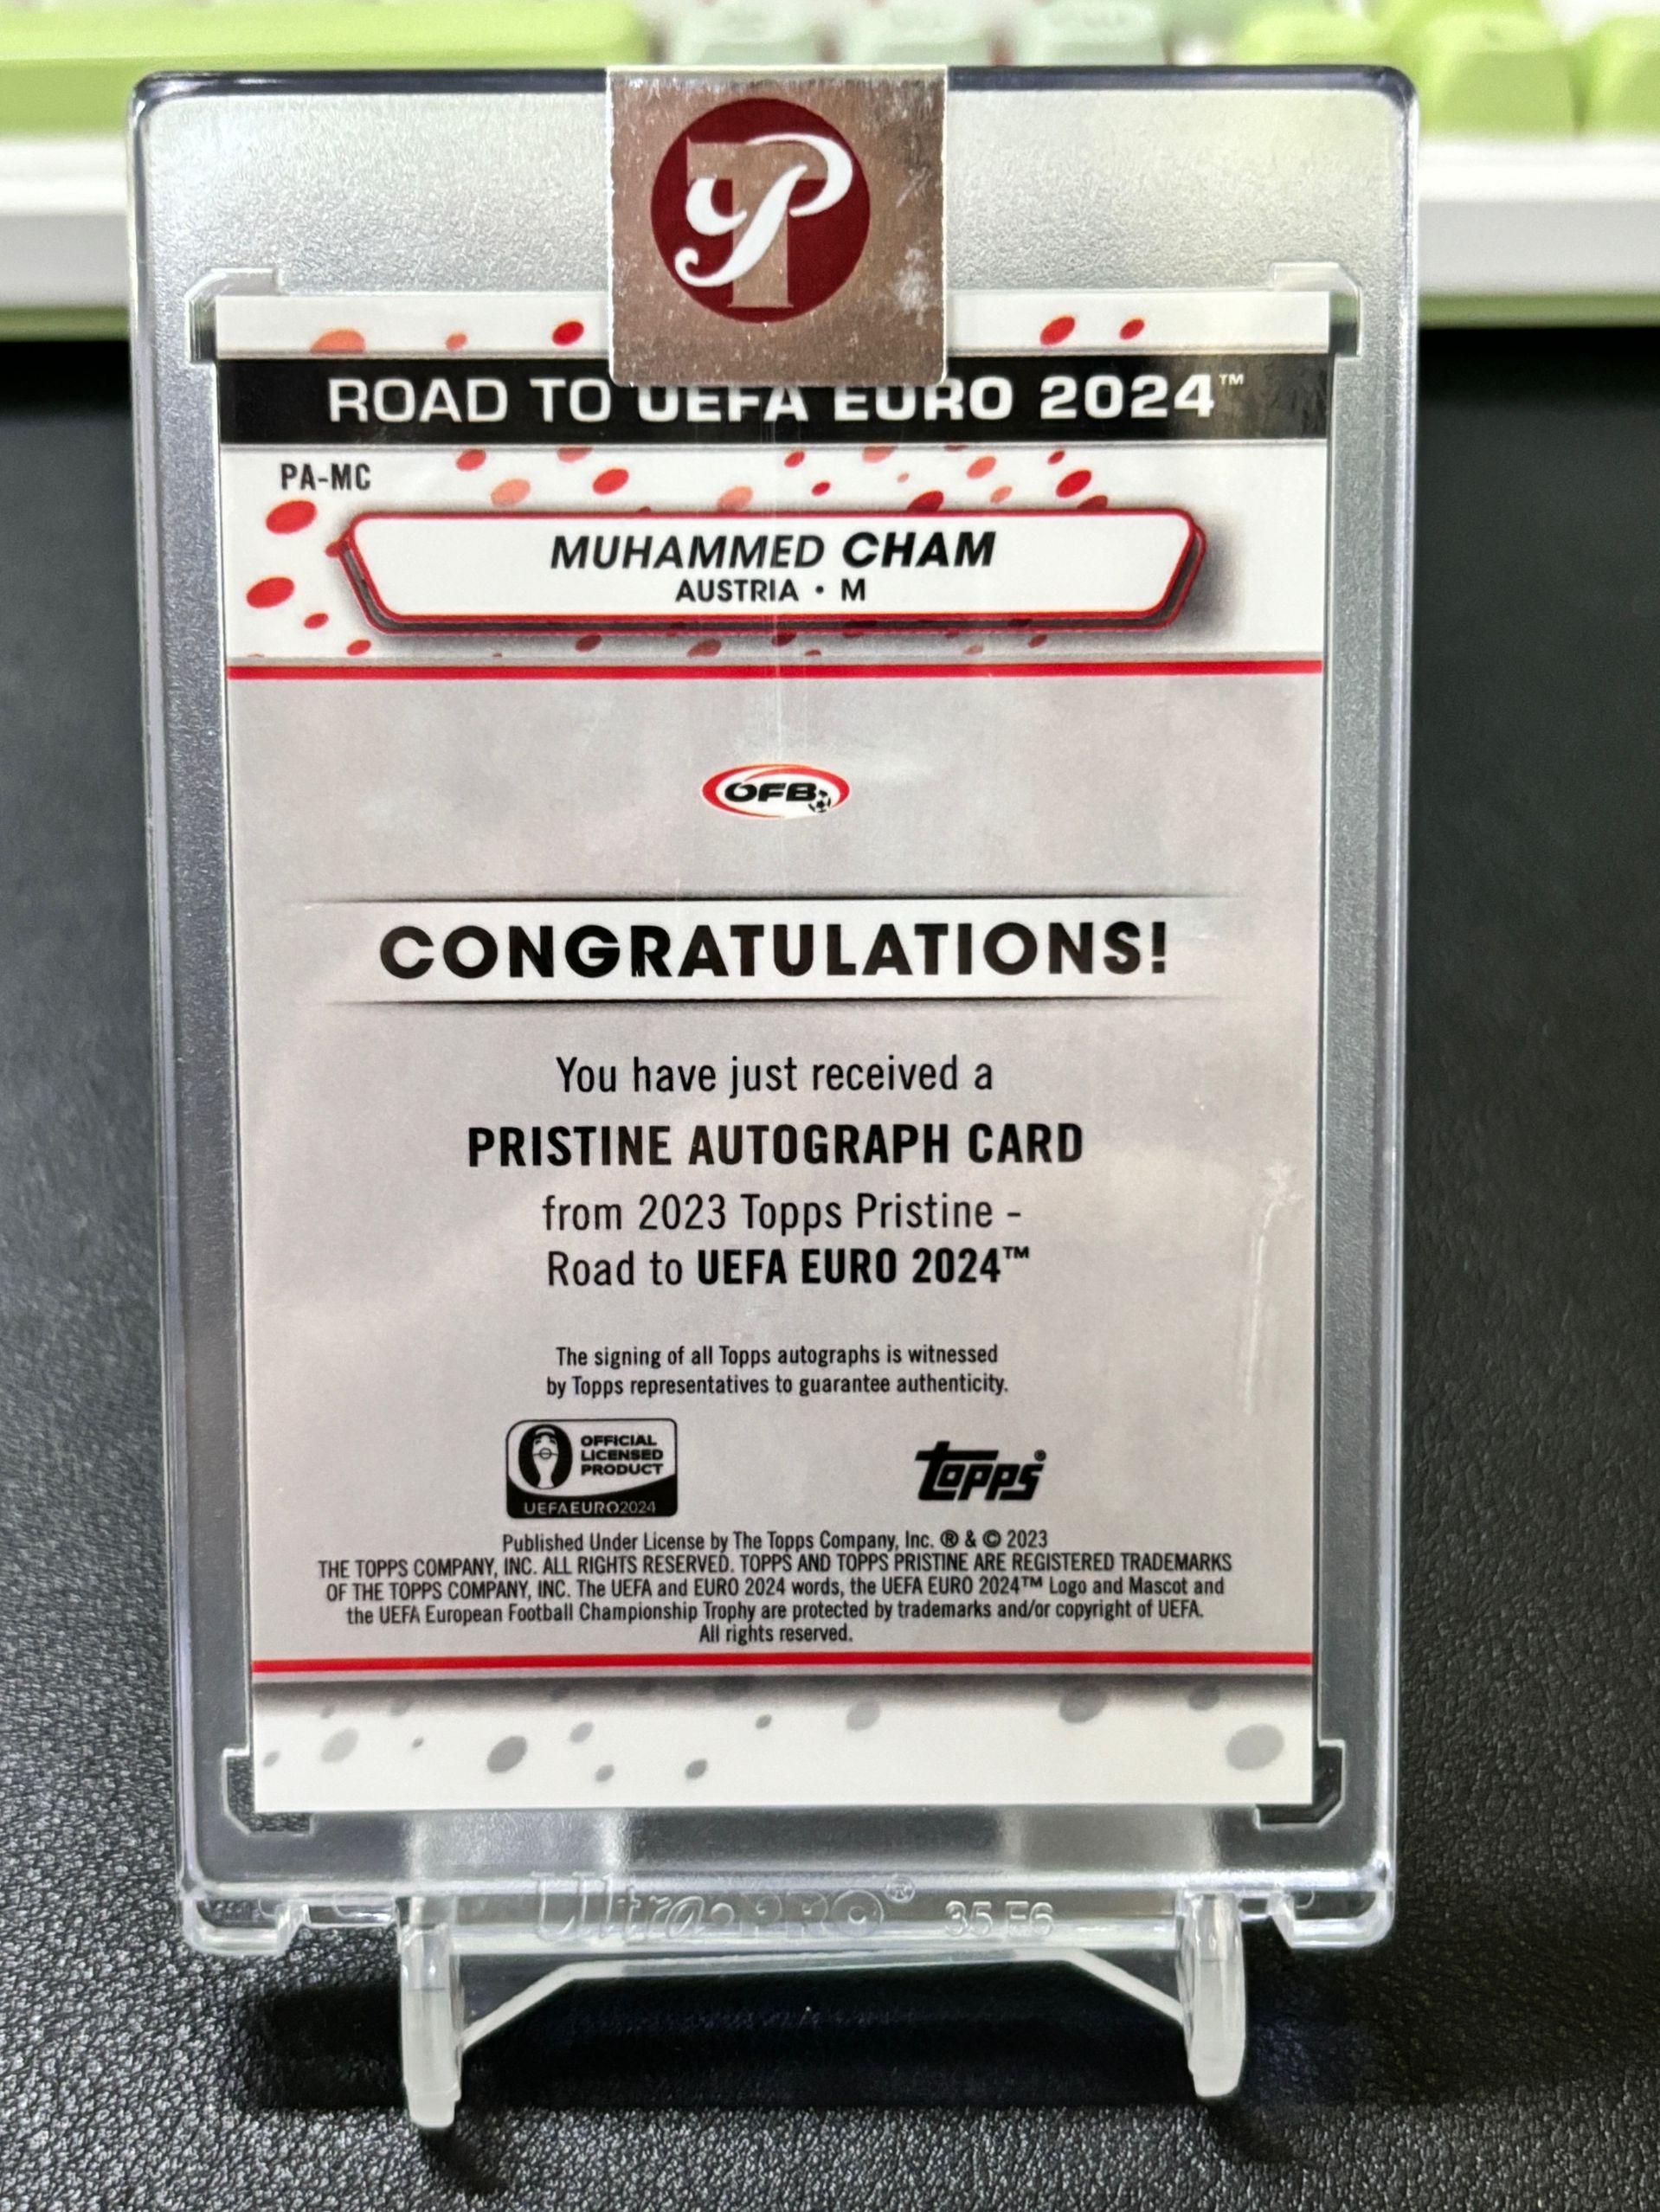 ROAD TO UEFA EURO 2024™
PA-MC
MUHAMMED CHAM
AUSTRIA • M
ÖFB
CONGRATULATIONS!
You have just received a
PRISTINE AUTOGRAPH CARD
from 2023 Topps Pristine -
Road to UEFA EURO 2024™
The signing of all Topps autographs is witnessed
by Topps representatives to guarantee authenticity.
OFFICIAL
LICENSED
PRODUCT
UEFAEURO2024
topps®
Published Under License by The Topps Company, Inc. ® & © 2023
THE TOPPS COMPANY, INC. ALL RIGHTS RESERVED. TOPPS AND TOPPS PRISTINE ARE REGISTERED TRADEMARKS
OF THE TOPPS COMPANY, INC. The UEFA and EURO 2024 words, the UEFA EURO 2024™ Logo and Mascot and
the UEFA European Football Championship Trophy are protected by trademarks and/or copyright of UEFA.
All rights reserved.
Ultra•PRO® 35 F6